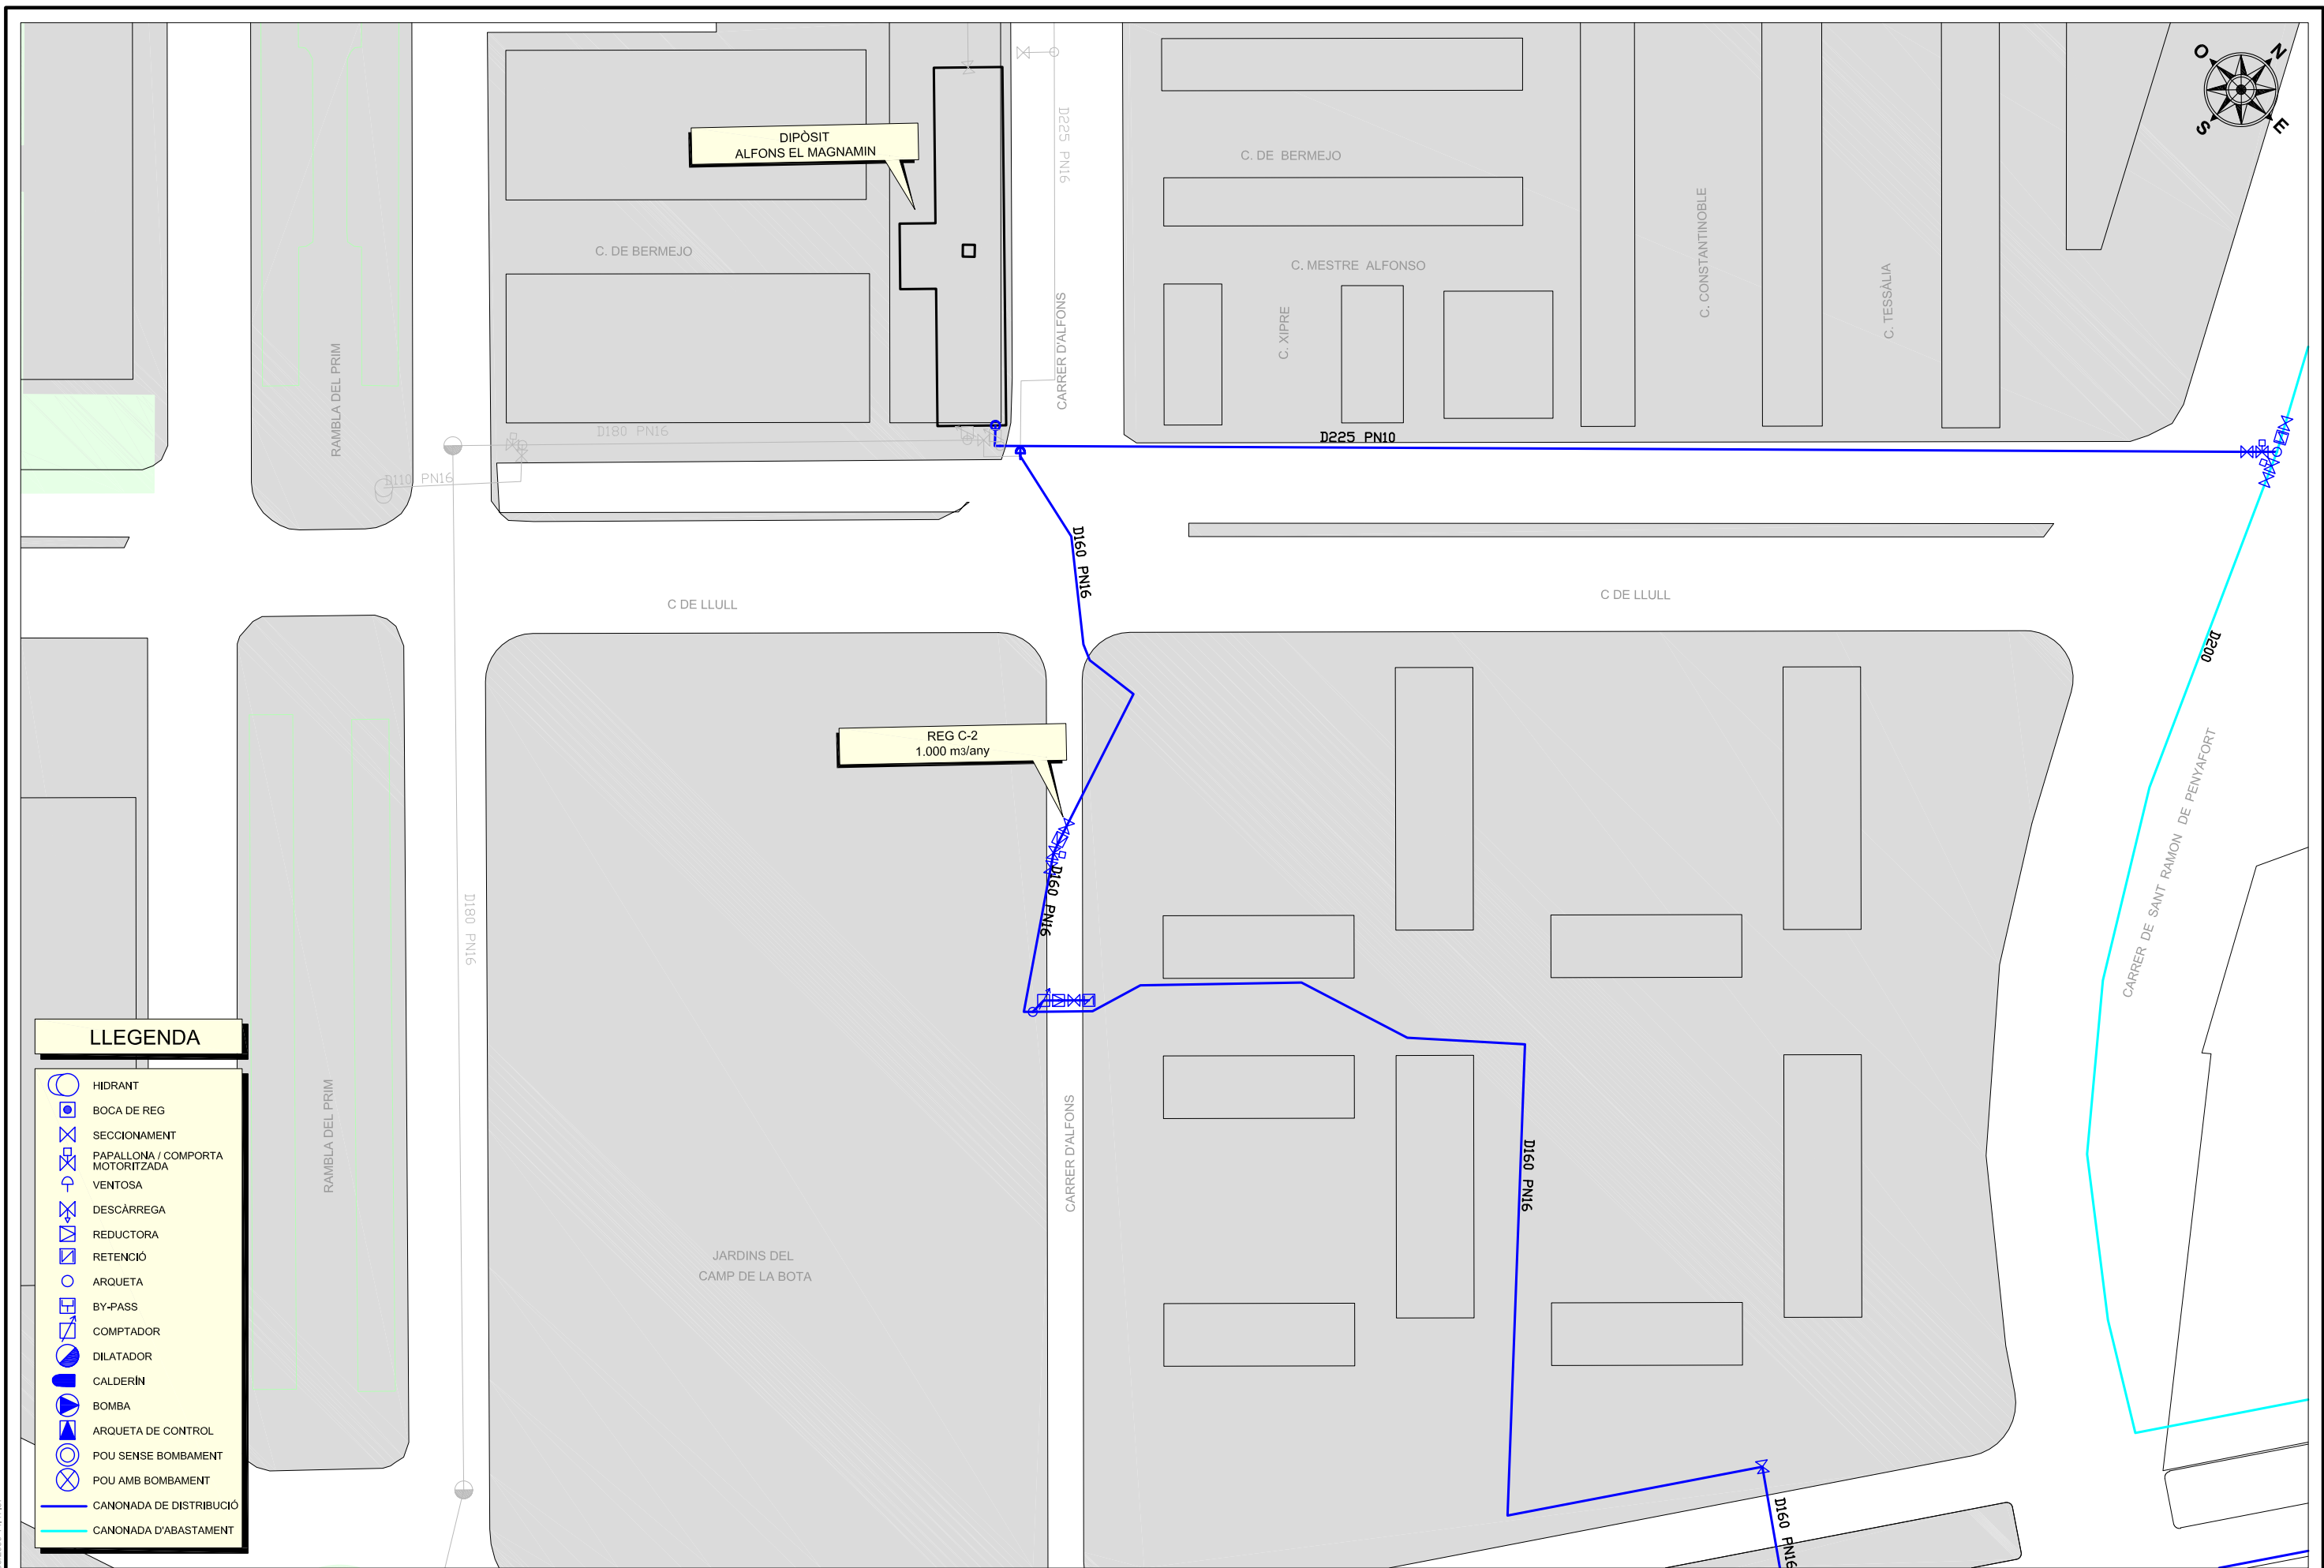 O
N
S
E
D225 PN16
DIPÒSIT
ALFONS EL MAGNAMIN
C. DE BERMEJO
C. DE BERMEJO
C. MESTRE ALFONSO
C. XIPRE
C. CONSTANTINOBLE
C. TESSÀLIA
CARRER D'ALFONS
RAMBLA DEL PRIM
D180 PN16
D225 PN10
D110 PN16
D160 PN16
C DE LLULL
C DE LLULL
D200
REG C-2
1.000 m3/any
CARRER DE SANT RAMON DE PENYAFORT
D160 PN16
D180 PN16
RAMBLA DEL PRIM
CARRER D'ALFONS
D160 PN16
JARDINS DEL
CAMP DE LA BOTA
D160 PN16
LLEGENDA
HIDRANT
BOCA DE REG
SECCIONAMENT
PAPALLONA / COMPORTA
MOTORITZADA
VENTOSA
DESCÀRREGA
REDUCTORA
RETENCIÓ
ARQUETA
BY-PASS
COMPTADOR
DILATADOR
CALDERÍN
BOMBA
ARQUETA DE CONTROL
POU SENSE BOMBAMENT
POU AMB BOMBAMENT
CANONADA DE DISTRIBUCIÓ
CANONADA D'ABASTAMENT